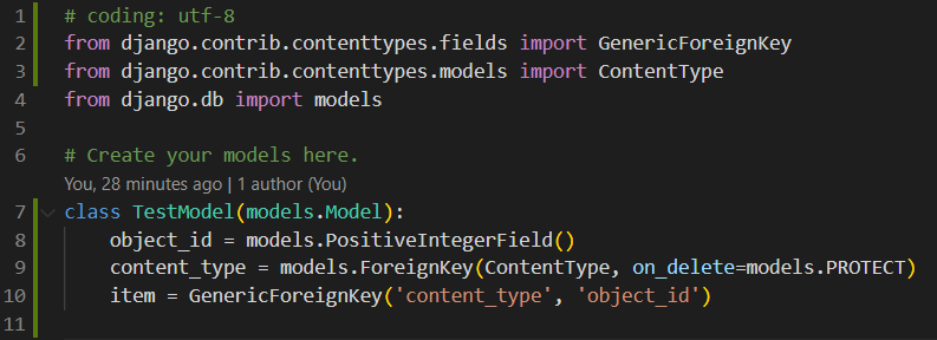 1 # coding: utf-8
2 from django.contrib.contenttypes.fields import GenericForeignKey
3 from django.contrib.contenttypes.models import ContentType
4 from django.db import models
5
6 # Create your models here.
You, 28 minutes ago | 1 author (You)
7 class TestModel(models.Model):
8     object_id = models.PositiveIntegerField()
9     content_type = models.ForeignKey(ContentType, on_delete=models.PROTECT)
10     item = GenericForeignKey('content_type', 'object_id')
11